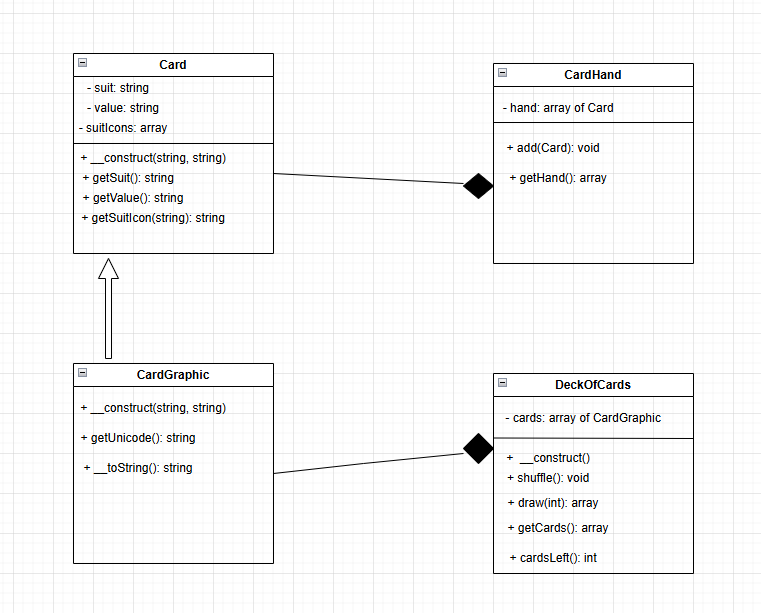 Card
- suit: string
- value: string
- suitIcons: array
+ __construct(string, string)
+ getSuit(): string
+ getValue(): string
+ getSuitIcon(string): string
CardHand
- hand: array of Card
+ add(Card): void
+ getHand(): array
CardGraphic
+ __construct(string, string)
+ getUnicode(): string
+ __toString(): string
DeckOfCards
- cards: array of CardGraphic
+ __construct()
+ shuffle(): void
+ draw(int): array
+ getCards(): array
+ cardsLeft(): int